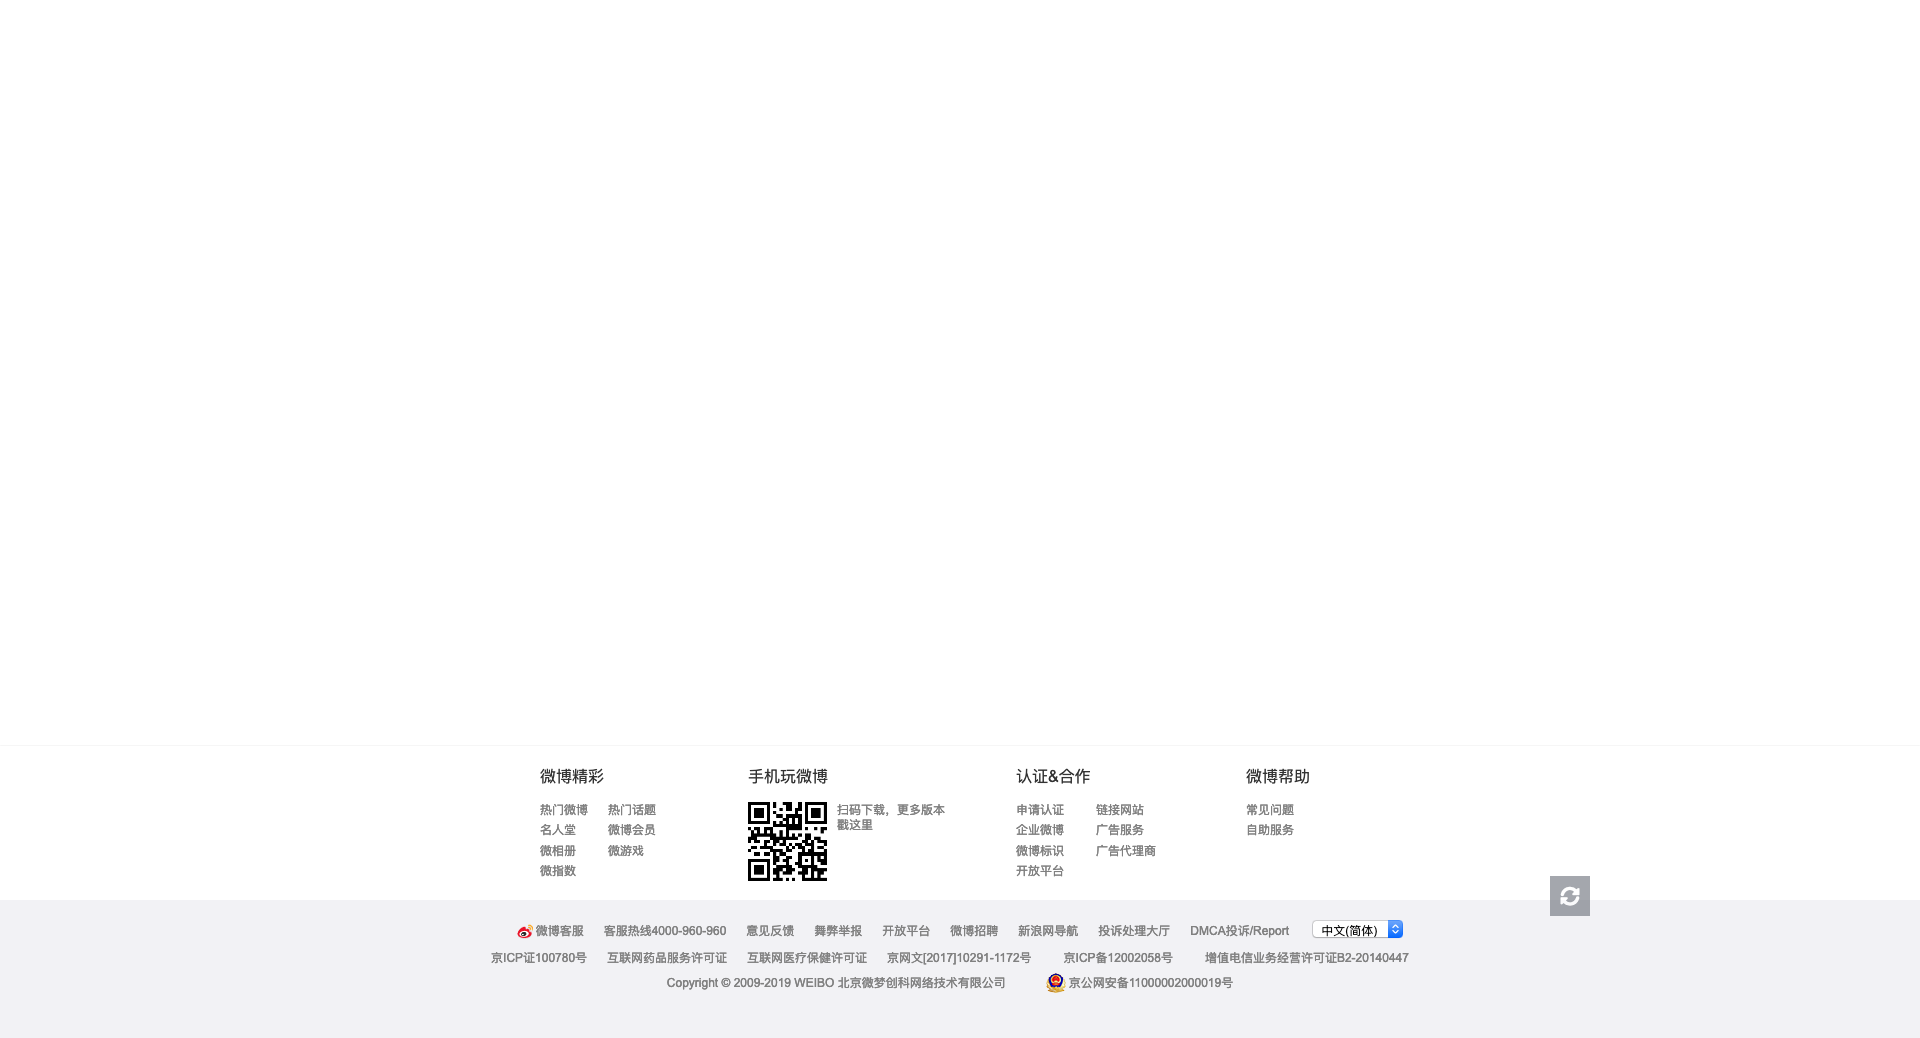 微博精彩
热门微博 热门话题
名人堂 微博会员
微相册 微游戏
微指数
手机玩微博
扫码下载，更多版本
戳这里
认证&合作
申请认证 链接网站
企业微博 广告服务
微博标识 广告代理商
开放平台
微博帮助
常见问题
自助服务
微博客服 客服热线4000-960-960 意见反馈 舞弊举报 开放平台 微博招聘 新浪网导航 投诉处理大厅 DMCA投诉/Report 中文(简体)
京ICP证100780号 互联网药品服务许可证 互联网医疗保健许可证 京网文[2017]10291-1172号 京ICP备12002058号 增值电信业务经营许可证B2-20140447
Copyright © 2009-2019 WEIBO 北京微梦创科网络技术有限公司 京公网安备11000002000019号